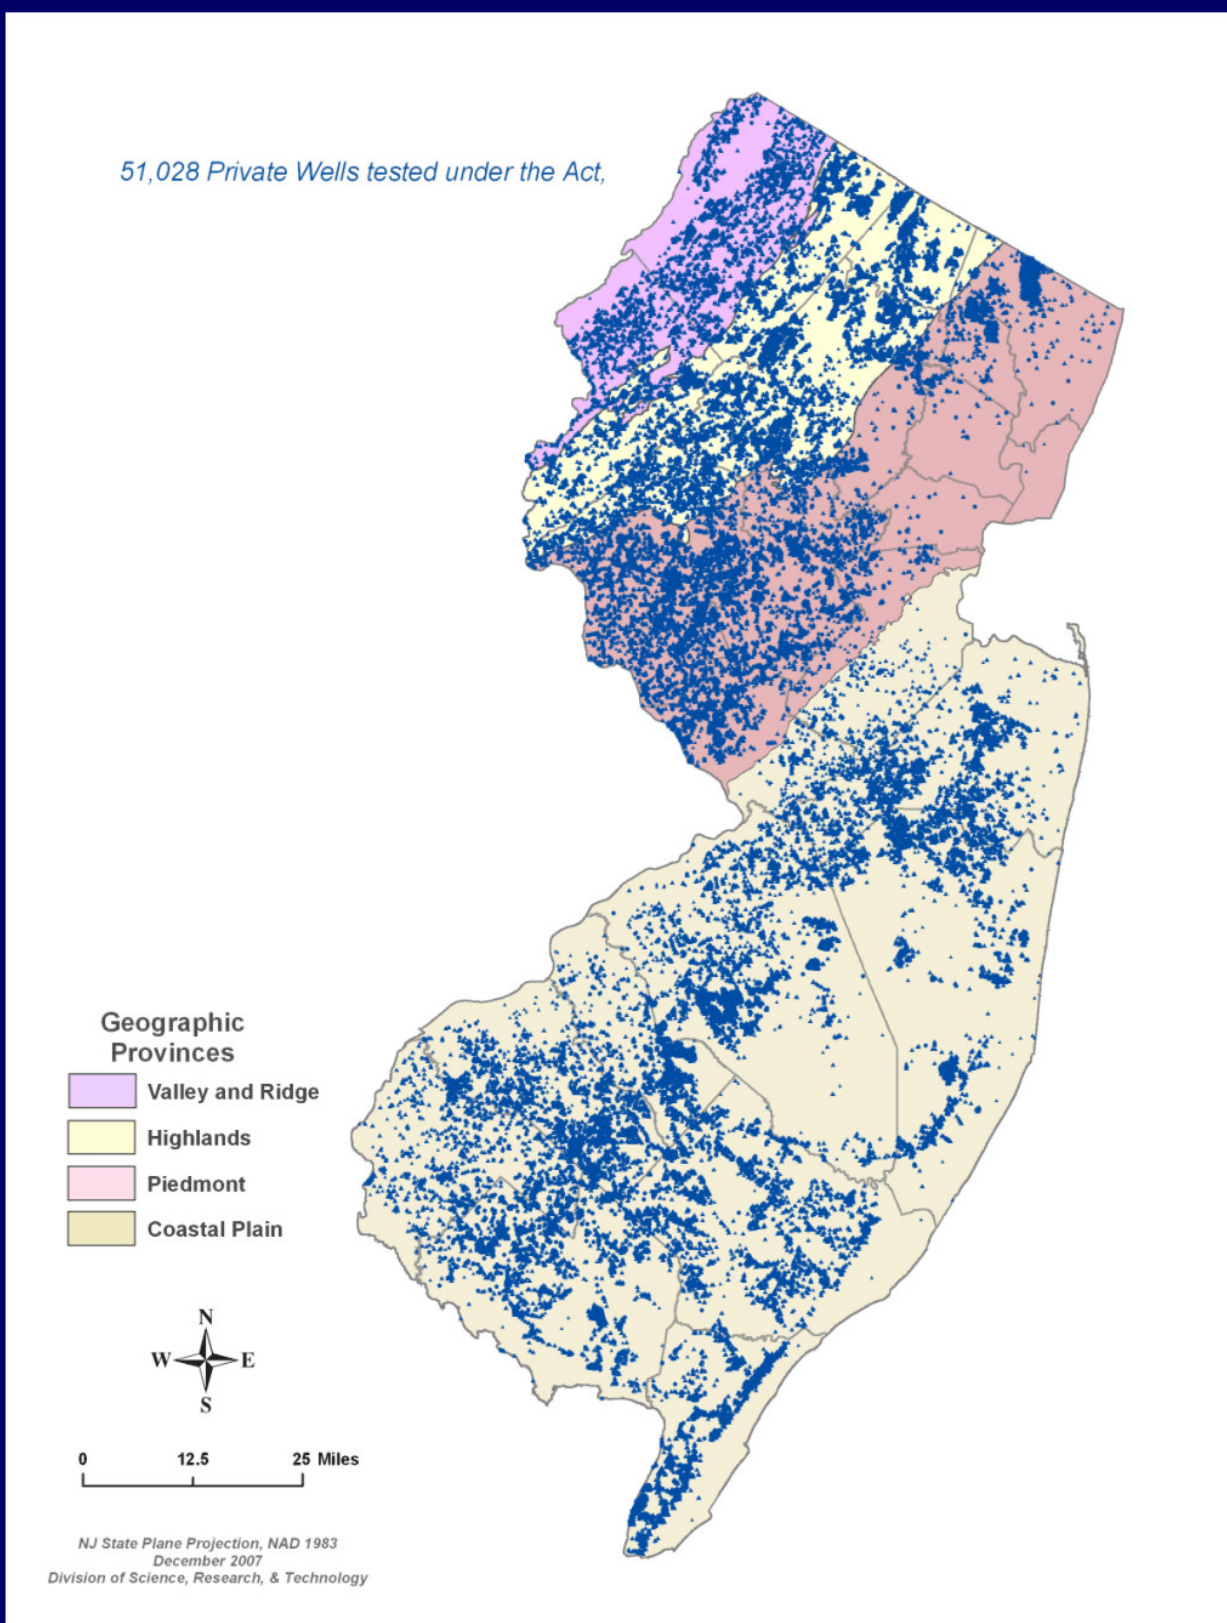 51,028 Private Wells tested under the Act,
Geographic
Provinces
Valley and Ridge
Highlands
Piedmont
Coastal Plain
N
W E
S
0 12.5 25 Miles
NJ State Plane Projection, NAD 1983
December 2007
Division of Science, Research, & Technology